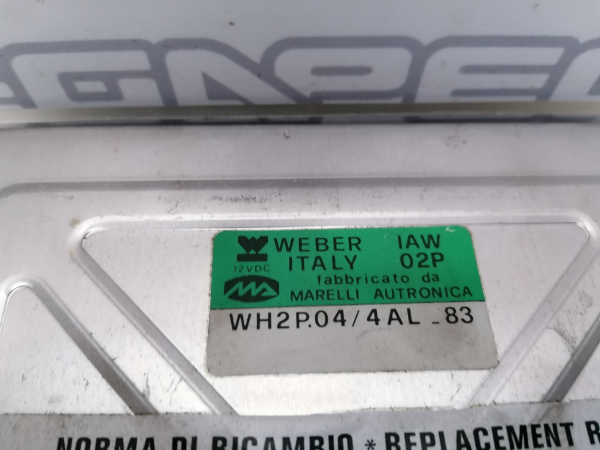 WEBER IAW
12VDC ITALY 02P
fabbricato da
MARELLI AUTRONICA
WH2P.04/4AL -83
NORMA DI RICAMBIO * REPLACEMENT